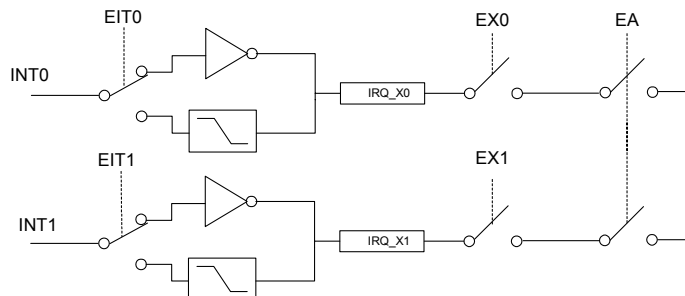 EIT0 EX0 EA
INT0
IRQ_X0
EIT1 EX1
INT1
IRQ_X1